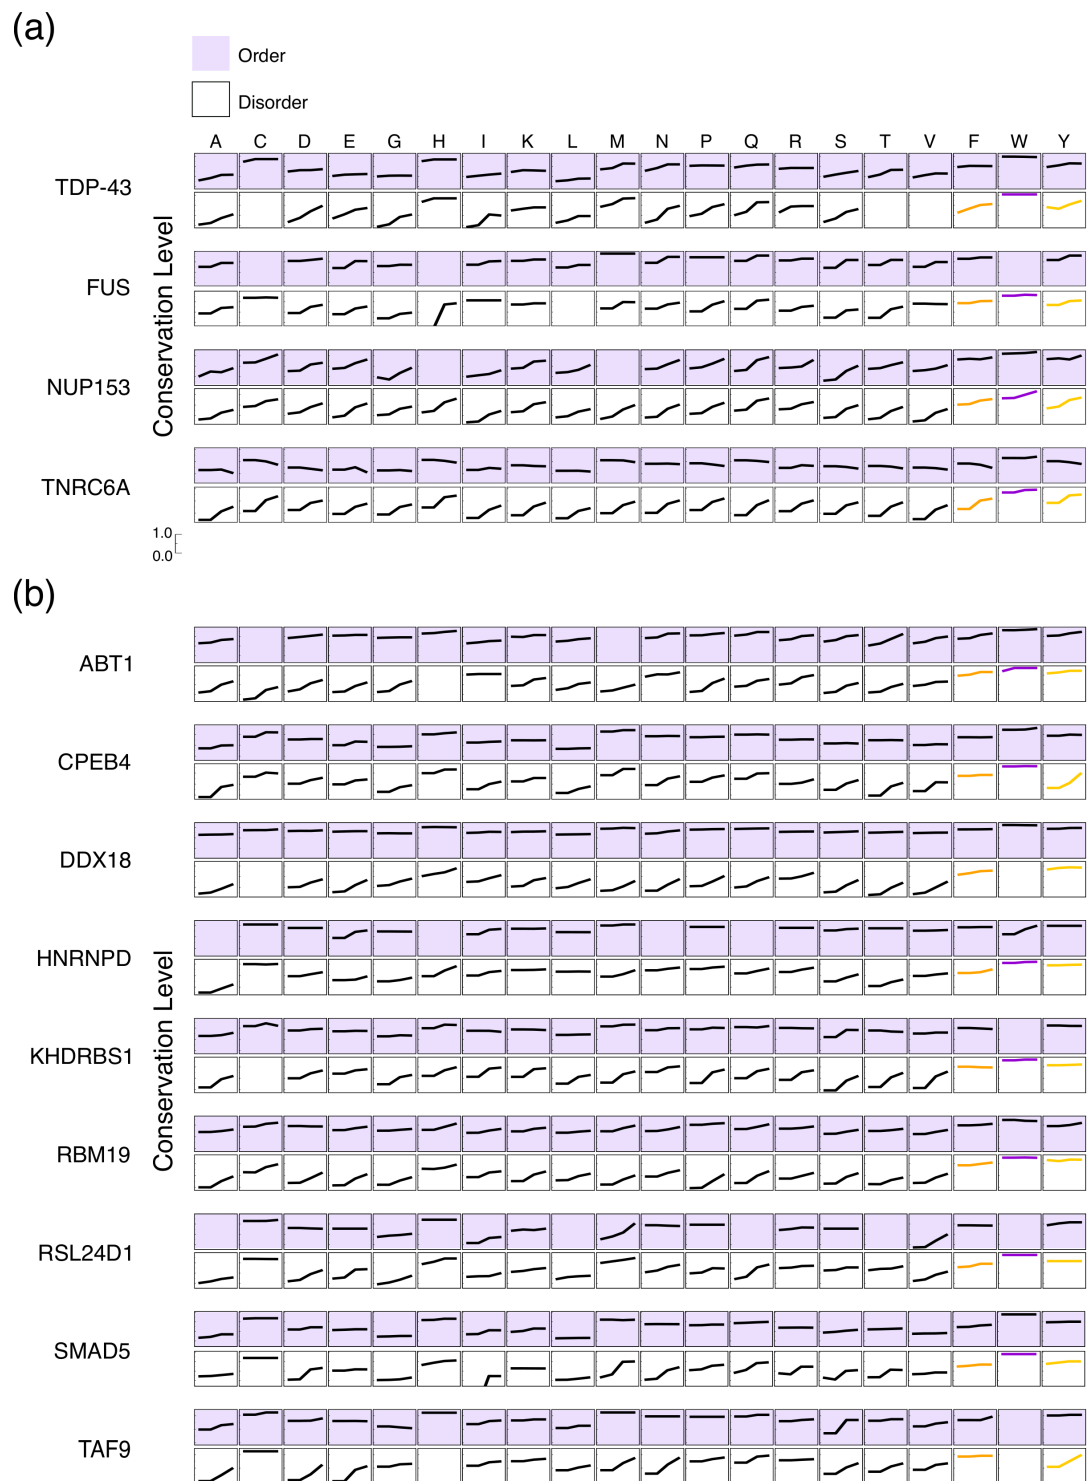 (a)
Order
Disorder
A C D E G H I K L M N P Q R S T V F W Y
TDP-43
FUS
NUP153
TNRC6A
Conservation Level
1.0
0.0
(b)
ABT1
CPEB4
DDX18
HNRNPD
KHDRBS1
RBM19
RSL24D1
SMAD5
TAF9
Conservation Level